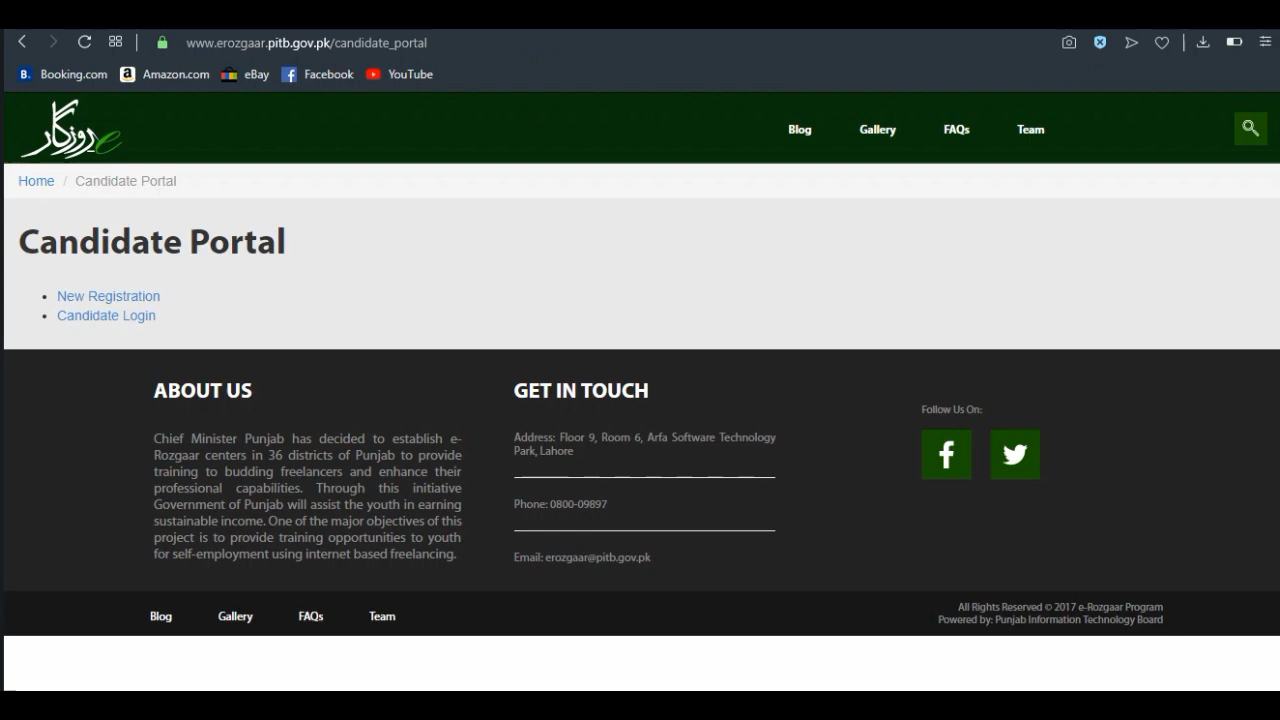 www.erozgaar.pitb.gov.pk/candidate_portal
B. Booking.com a Amazon.com eBay Facebook YouTube
روزگار e
Blog Gallery FAQs Team
Home / Candidate Portal
Candidate Portal
• New Registration
• Candidate Login
ABOUT US
Chief Minister Punjab has decided to establish e-
Rozgaar centers in 36 districts of Punjab to provide
training to budding freelancers and enhance their
professional capabilities. Through this initiative
Government of Punjab will assist the youth in earning
sustainable income. One of the major objectives of this
project is to provide training opportunities to youth
for self-employment using internet based freelancing.
GET IN TOUCH
Address: Floor 9, Room 6, Arfa Software Technology
Park, Lahore
Phone: 0800-09897
Email: erozgaar@pitb.gov.pk
Follow Us On:
Blog Gallery FAQs Team
All Rights Reserved © 2017 e-Rozgaar Program
Powered by: Punjab Information Technology Board